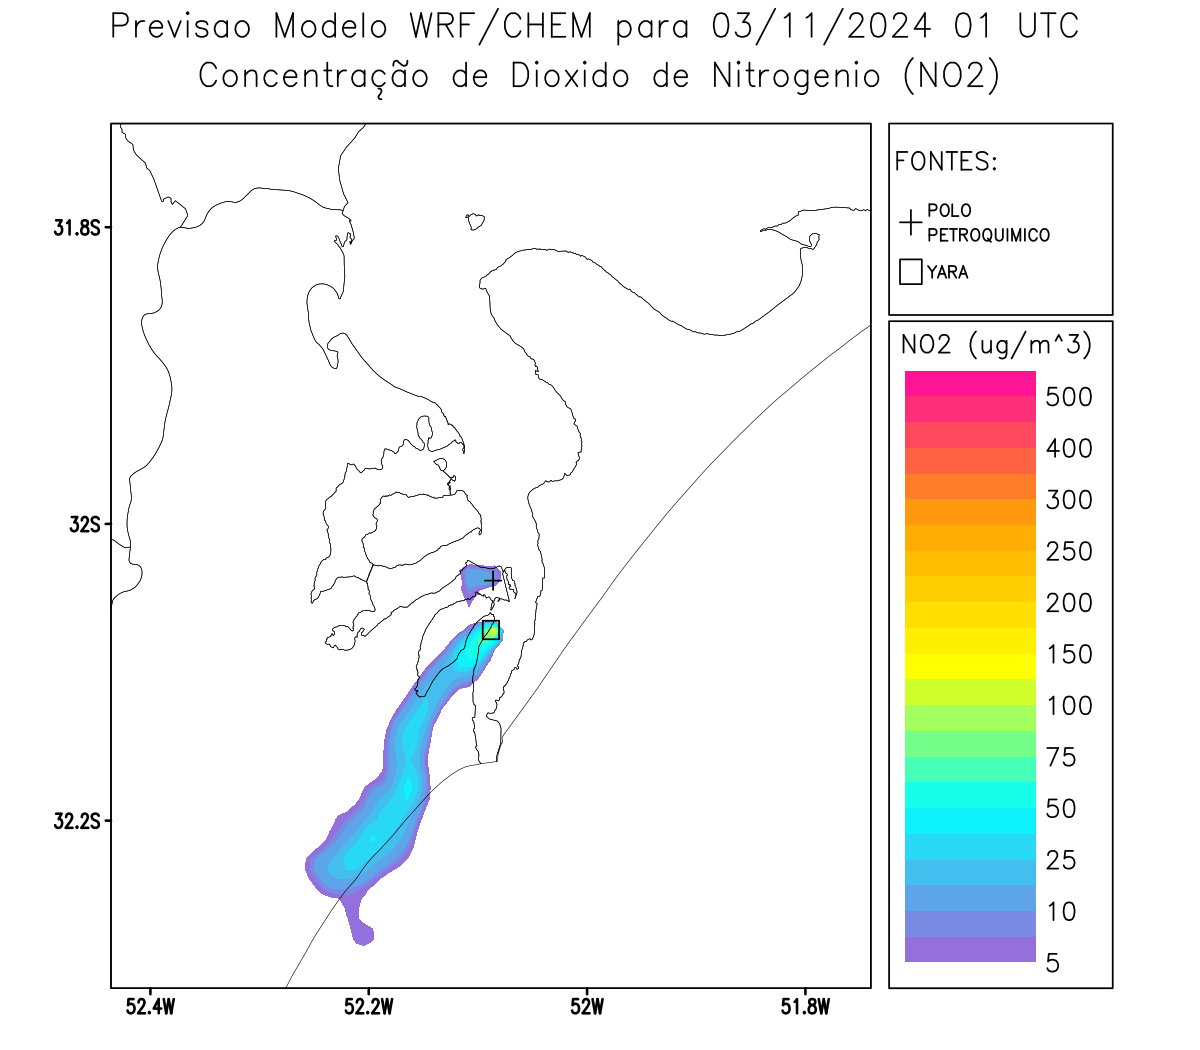 Previsao Modelo WRF/CHEM para 03/11/2024 01 UTC
Concentração de Dioxido de Nitrogenio (NO2)
FONTES:
POLO
PETROQUIMICO
YARA
NO2 (ug/m^3)
500
400
300
250
200
150
100
75
50
25
10
5
31.8S
32S
32.2S
52.4W
52.2W
52W
51.8W